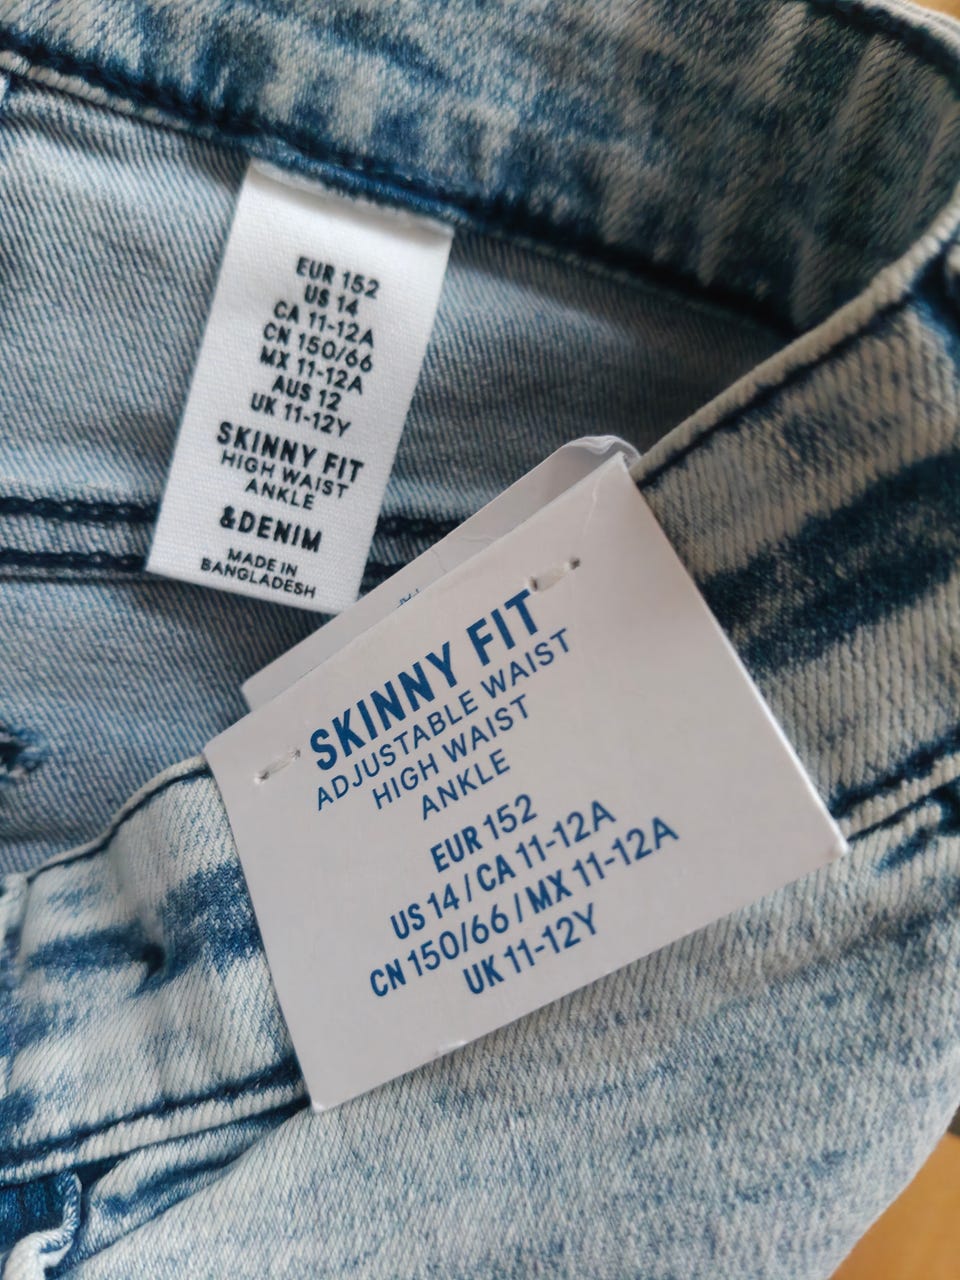 EUR 152
US 14
CA 11-12A
CN 150/66
MX 11-12A
AUS 12
UK 11-12Y
SKINNY FIT
HIGH WAIST
ANKLE
&DENIM
MADE IN
BANGLADESH
SKINNY FIT
ADJUSTABLE WAIST
HIGH WAIST
ANKLE
EUR 152
US 14 / CA 11-12A
CN 150/66 / MX 11-12A
UK 11-12Y